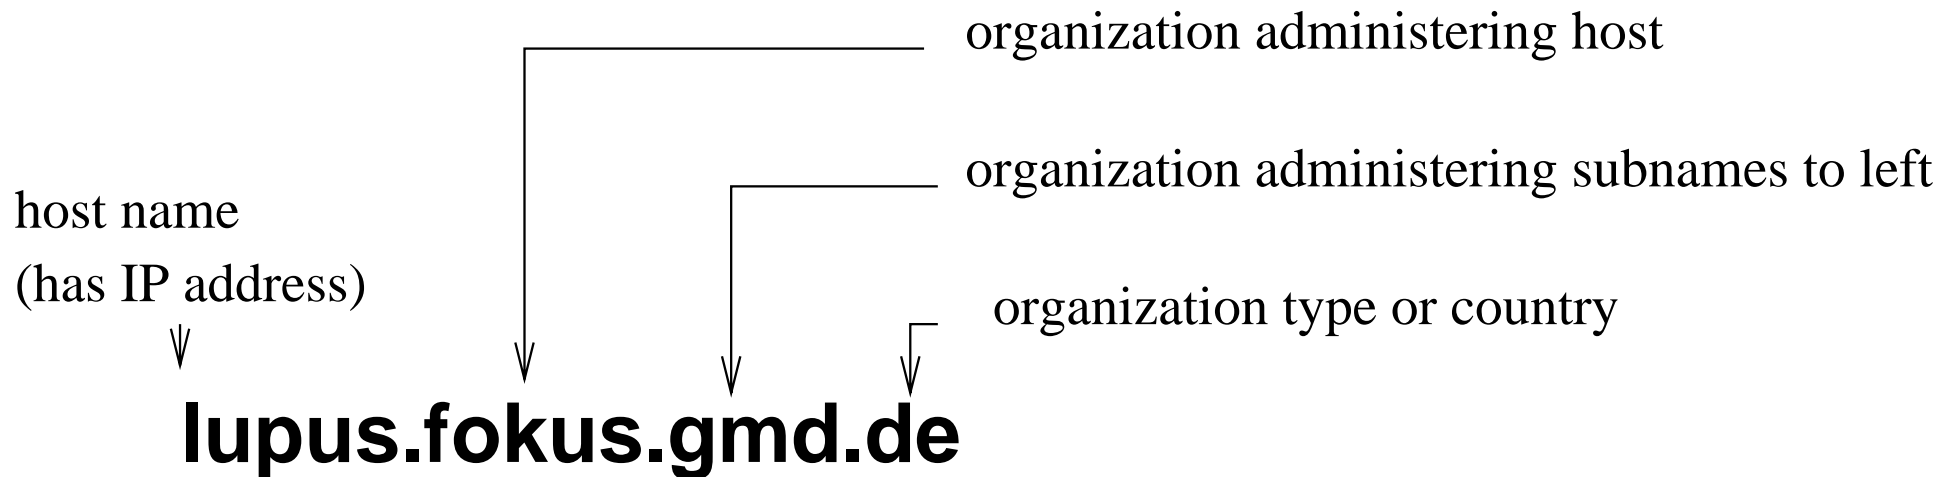 organization administering host
organization administering subnames to left
host name
(has IP address)
organization type or country
lupus.fokus.gmd.de